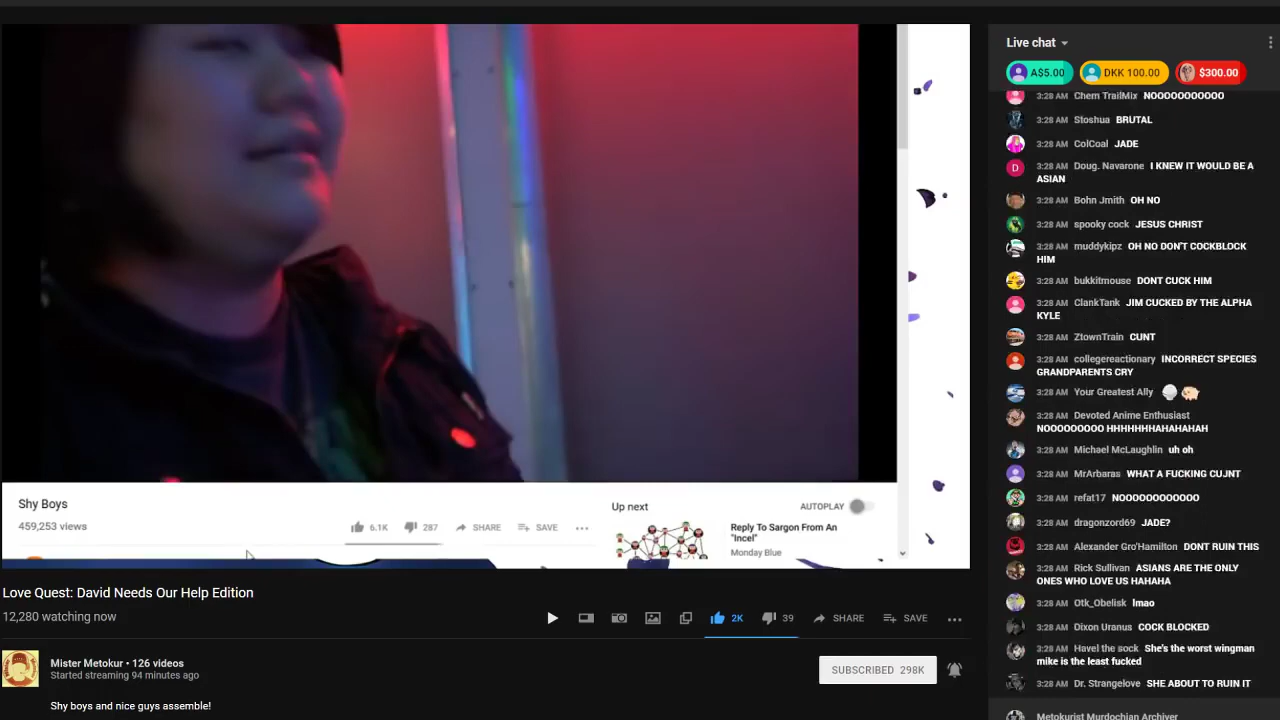 Live chat
A$5.00
DKK 100.00
$300.00
3:28 AM Chem TrailMix NOOOOOOOOOO
3:28 AM Stoshua BRUTAL
3:28 AM ColCoal JADE
3:28 AM Doug. Navarone I KNEW IT WOULD BE A
ASIAN
3:28 AM Bohn Jmith OH NO
3:28 AM spooky cock JESUS CHRIST
3:28 AM muddykipz OH NO DON'T COCKBLOCK
HIM
3:28 AM bukkitmouse DONT CUCK HIM
3:28 AM ClankTank JIM CUCKED BY THE ALPHA
KYLE
3:28 AM ZtownTrain CUNT
3:28 AM collegereactionary INCORRECT SPECIES
GRANDPARENTS CRY
3:28 AM Your Greatest Ally
3:28 AM Devoted Anime Enthusiast
NOOOOOOOO HHHHHHAHAHAHAH
3:28 AM Michael McLaughlin uh oh
3:28 AM MrArbaras WHAT A FUCKING CUJNT
3:28 AM refat17 NOOOOOOOOOOO
3:28 AM dragonzord69 JADE?
3:28 AM Alexander Gro'Hamilton DONT RUIN THIS
3:28 AM Rick Sullivan ASIANS ARE THE ONLY
ONES WHO LOVE US HAHAHA
3:28 AM Otk_Obelisk lmao
3:28 AM Dixon Uranus COCK BLOCKED
3:28 AM Havel the sock She's the worst wingman
mike is the least fucked
3:28 AM Dr. Strangelove SHE ABOUT TO RUIN IT
Metokurist Murdochian Archiver
Shy Boys
459,253 views
6.1K
287
SHARE
SAVE
Up next
AUTOPLAY
Reply To Sargon From An
"Incel"
Monday Blue
Love Quest: David Needs Our Help Edition
12,280 watching now
2K
39
SHARE
SAVE
Mister Metokur • 126 videos
Started streaming 94 minutes ago
SUBSCRIBED 298K
Shy boys and nice guys assemble!